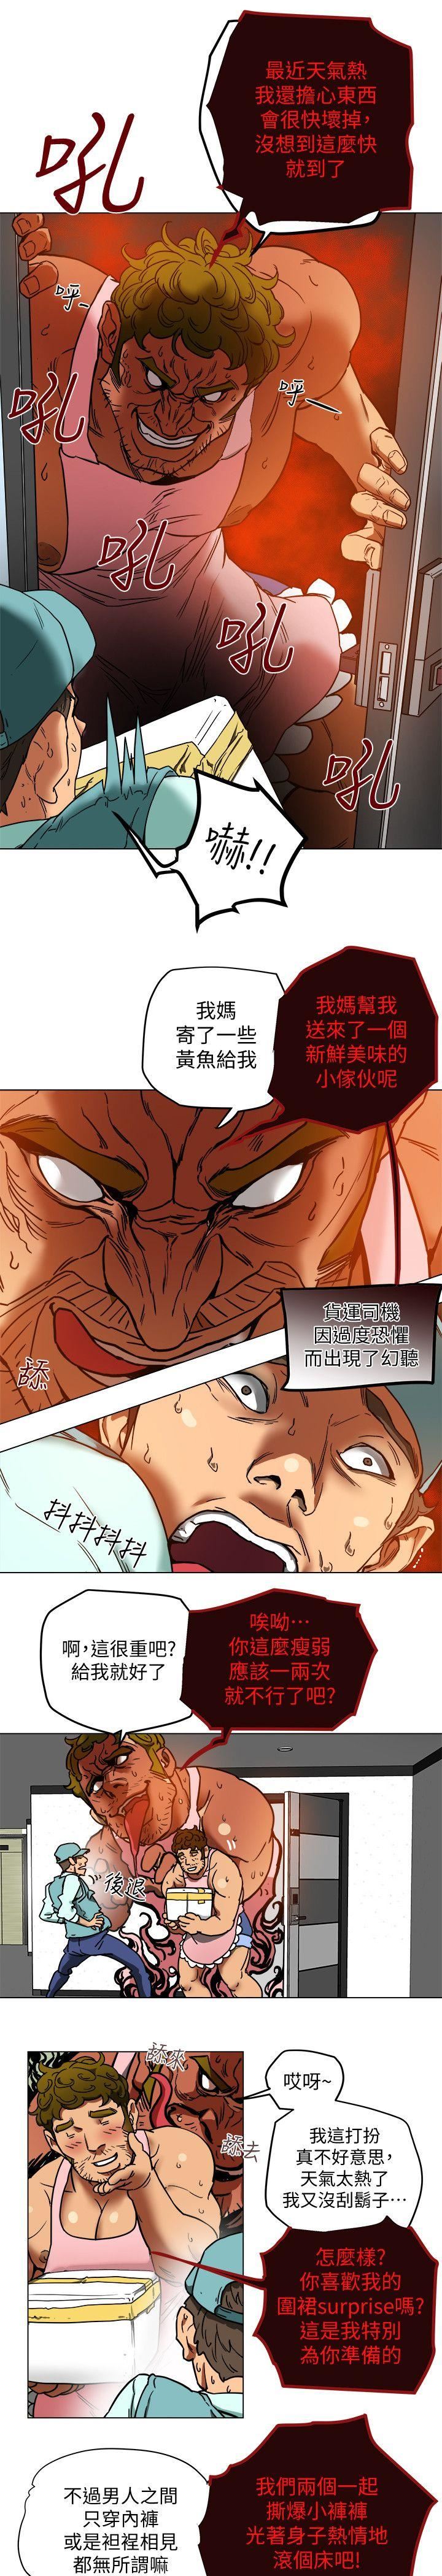 最近天氣熱
我還擔心東西
會很快壞掉,
沒想到這麼快
就到了
吼
呼~
吼
呼~
吼
吼
吼
嚇!!
我媽
寄了一些
黃魚給我
我媽幫我
送來了一個
新鮮美味的
小傢伙呢
貨運司機
因過度恐懼
而出現了幻聽
舔
抖抖抖抖
啊,這很重吧?
給我就好了
唉呦…
你這麼瘦弱
應該一兩次
就不行了吧?
後退
舔來
舔去
哎呀~
我這打扮
真不好意思,
天氣太熱了
我又沒刮鬍子…
怎麼樣?
你喜歡我的
圍裙surprise嗎?
這是我特別
為你準備的
不過男人之間
只穿內褲
或是袒裎相見
都無所謂嘛
我們兩個一起
撕爆小褲褲
光著身子熱情地
滾個床吧!